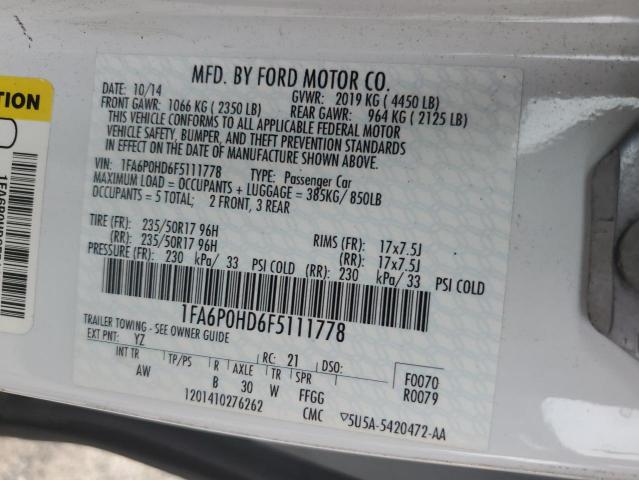 MFD. BY FORD MOTOR CO.
DATE: 10/14 GVWR: 2019 KG ( 4450 LB)
FRONT GAWR: 1066 KG ( 2350 LB) REAR GAWR: 964 KG ( 2125 LB)
THIS VEHICLE CONFORMS TO ALL APPLICABLE FEDERAL MOTOR
VEHICLE SAFETY, BUMPER, AND THEFT PREVENTION STANDARDS
IN EFFECT ON THE DATE OF MANUFACTURE SHOWN ABOVE.
VIN: 1FA6P0HD6F5111778 TYPE: Passenger Car
MAXIMUM LOAD = OCCUPANTS + LUGGAGE = 385KG/ 850LB
OCCUPANTS = 5 TOTAL; 2 FRONT, 3 REAR
TIRE (FR): 235/50R17 96H RIMS (FR): 17x7.5J
(RR): 235/50R17 96H (RR): 17x7.5J
PRESSURE (FR): 230 kPa/ 33 PSI COLD (RR): 230 kPa/ 33 PSI COLD
1FA6P0HD6F5111778
TRAILER TOWING - SEE OWNER GUIDE
EXT PNT: YZ RC: 21 DSO:
INT TR TP/PS R AXLE TR SPR F0070
AW B 30 W FFGG R0079
1201410276262 CMC 5U5A-5420472-AA